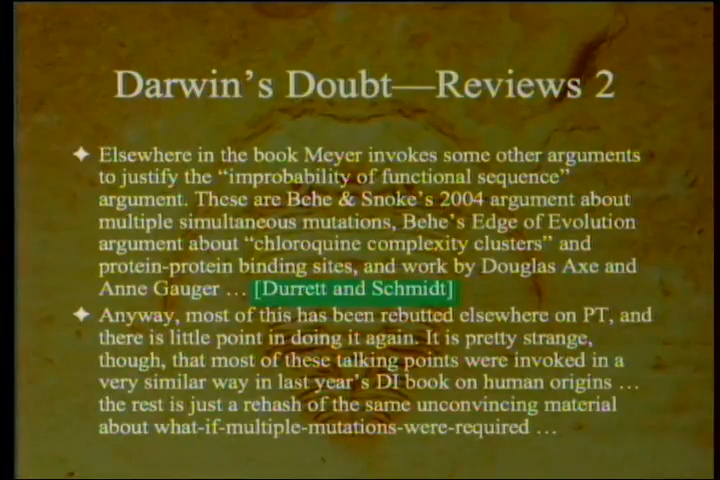 Darwin's Doubt—Reviews 2
✦ Elsewhere in the book Meyer invokes some other arguments
to justify the "improbability of functional sequence"
argument. These are Behe & Snoke's 2004 argument about
multiple simultaneous mutations, Behe's Edge of Evolution
argument about "chloroquine complexity clusters" and
protein-protein binding sites, and work by Douglas Axe and
Anne Gauger … [Durrett and Schmidt]
✦ Anyway, most of this has been rebutted elsewhere on PT, and
there is little point in doing it again. It is pretty strange,
though, that most of these talking points were invoked in a
very similar way in last year's DI book on human origins …
the rest is just a rehash of the same unconvincing material
about what-if-multiple-mutations-were-required …